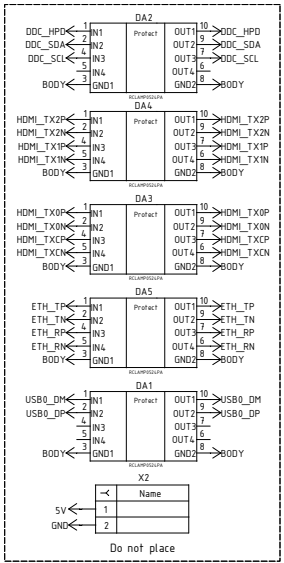 DA2
DDC_HPD 1 IN1 Protect OUT1 10 DDC_HPD
DDC_SDA 2 IN2 OUT2 9 DDC_SDA
DDC_SCL 4 IN3 OUT3 7 DDC_SCL
5 IN4 OUT4 6
BODY 3 GND1 GND2 8 BODY
RCLAMP0524PA
DA4
HDMI_TX2P 1 IN1 Protect OUT1 10 HDMI_TX2P
HDMI_TX2N 2 IN2 OUT2 9 HDMI_TX2N
HDMI_TX1P 4 IN3 OUT3 7 HDMI_TX1P
HDMI_TX1N 5 IN4 OUT4 6 HDMI_TX1N
BODY 3 GND1 GND2 8 BODY
RCLAMP0524PA
DA3
HDMI_TX0P 1 IN1 Protect OUT1 10 HDMI_TX0P
HDMI_TX0N 2 IN2 OUT2 9 HDMI_TX0N
HDMI_TXCP 4 IN3 OUT3 7 HDMI_TXCP
HDMI_TXCN 5 IN4 OUT4 6 HDMI_TXCN
BODY 3 GND1 GND2 8 BODY
RCLAMP0524PA
DA5
ETH_TP 1 IN1 Protect OUT1 10 ETH_TP
ETH_TN 2 IN2 OUT2 9 ETH_TN
ETH_RP 4 IN3 OUT3 7 ETH_RP
ETH_RN 5 IN4 OUT4 6 ETH_RN
BODY 3 GND1 GND2 8 BODY
RCLAMP0524PA
DA1
USB0_DM 1 IN1 Protect OUT1 10 USB0_DM
USB0_DP 2 IN2 OUT2 9 USB0_DP
4 IN3 OUT3 7
5 IN4 OUT4 6
BODY 3 GND1 GND2 8 BODY
RCLAMP0524PA
X2
Name
5V 1
GND 2
Do not place